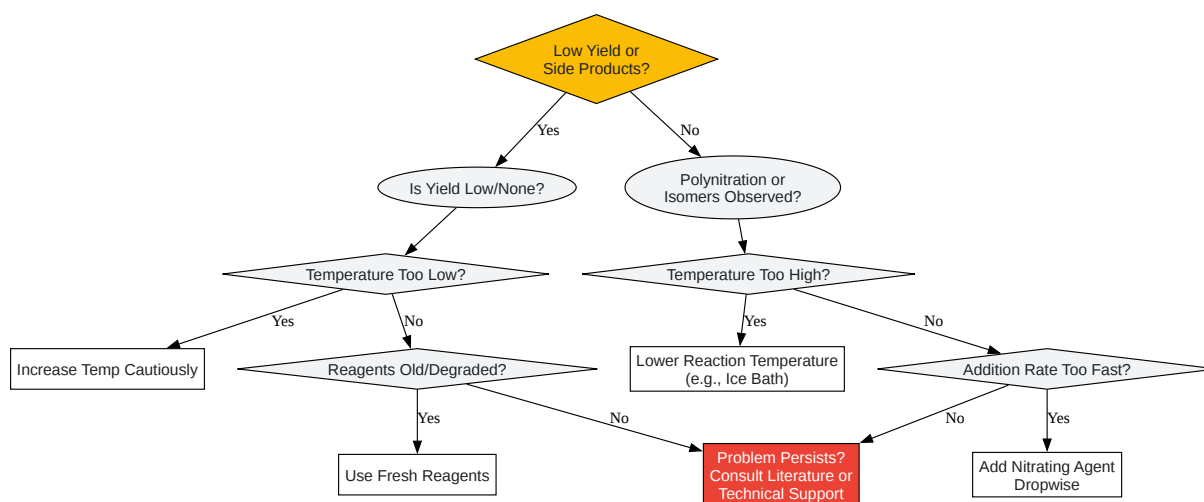 Low Yield or
Side Products?
Yes
No
Is Yield Low/None?
Polynitration or
Isomers Observed?
Temperature Too Low?
Temperature Too High?
Yes
No
Yes
No
Increase Temp Cautiously
Reagents Old/Degraded?
Lower Reaction Temperature
(e.g., Ice Bath)
Addition Rate Too Fast?
Yes
No
No
Yes
Use Fresh Reagents
Problem Persists?
Consult Literature or
Technical Support
Add Nitrating Agent
Dropwise